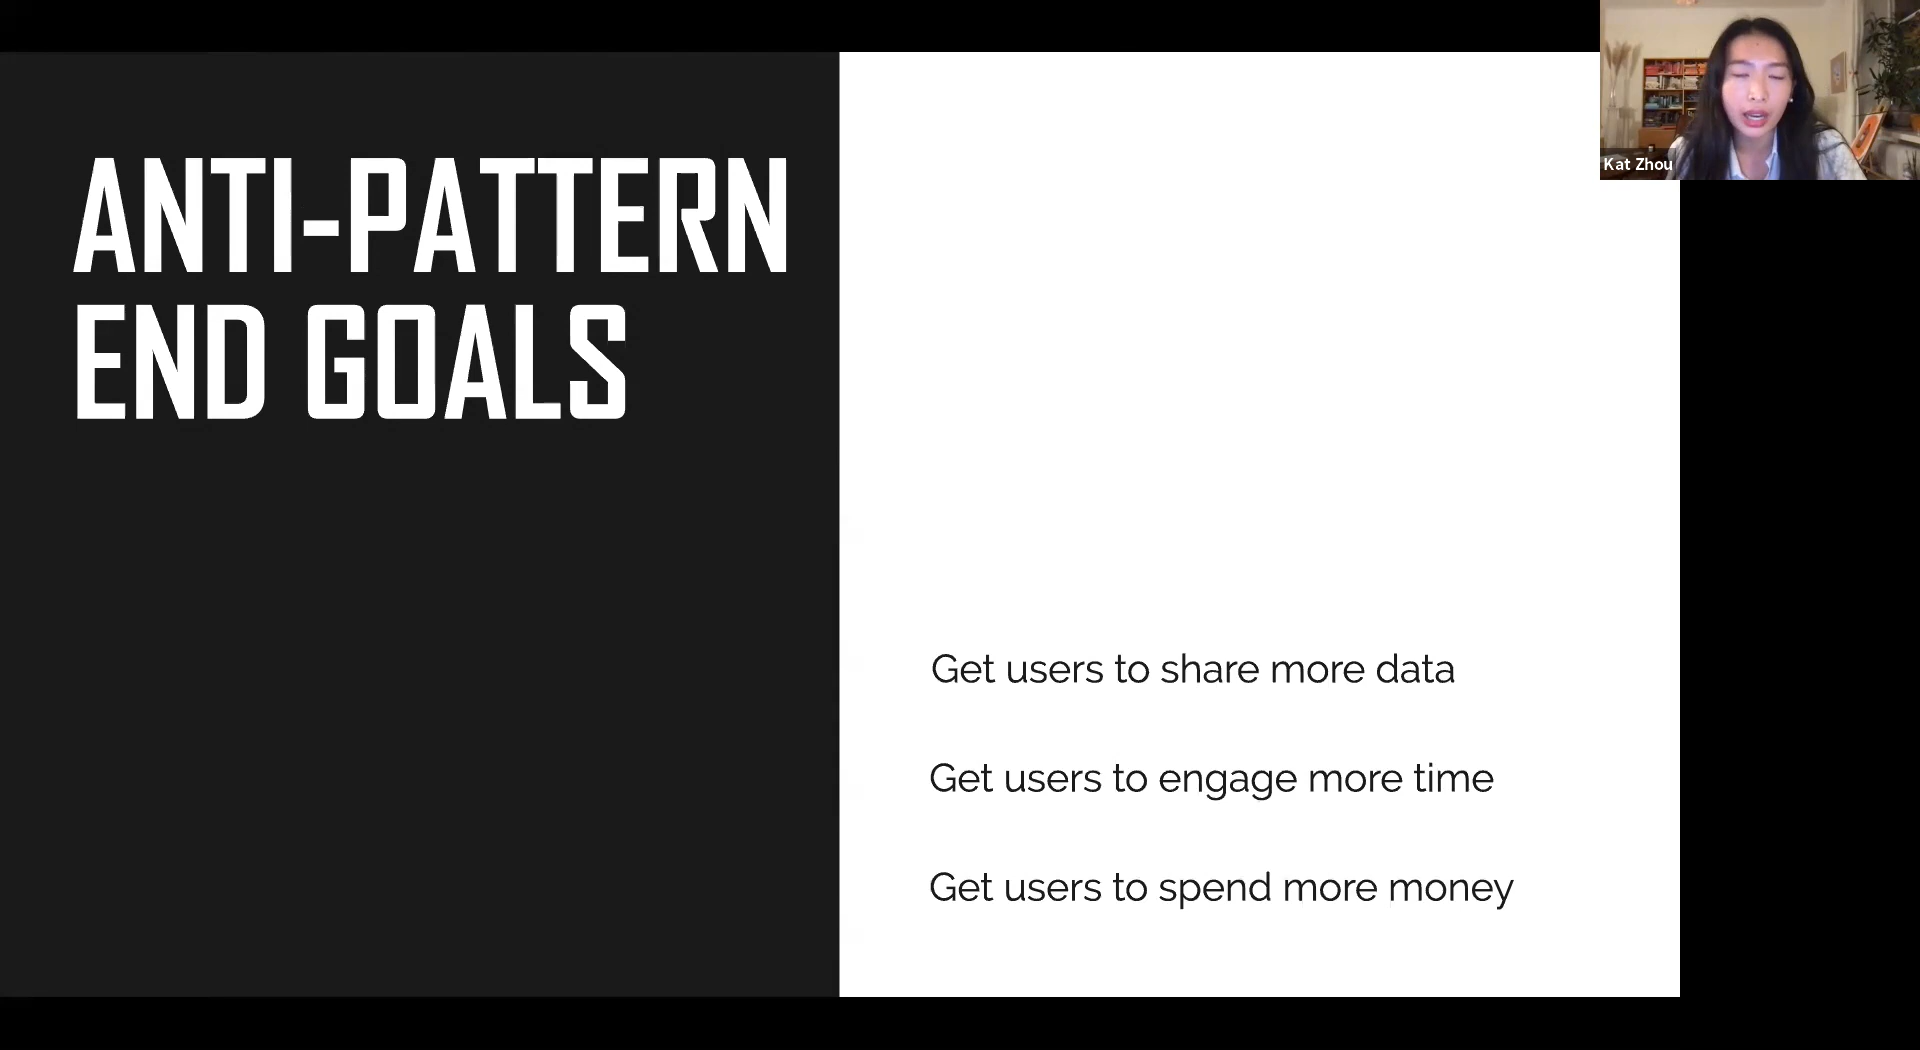 ANTI-PATTERN
END GOALS
Kat Zhou
Get users to share more data
Get users to engage more time
Get users to spend more money